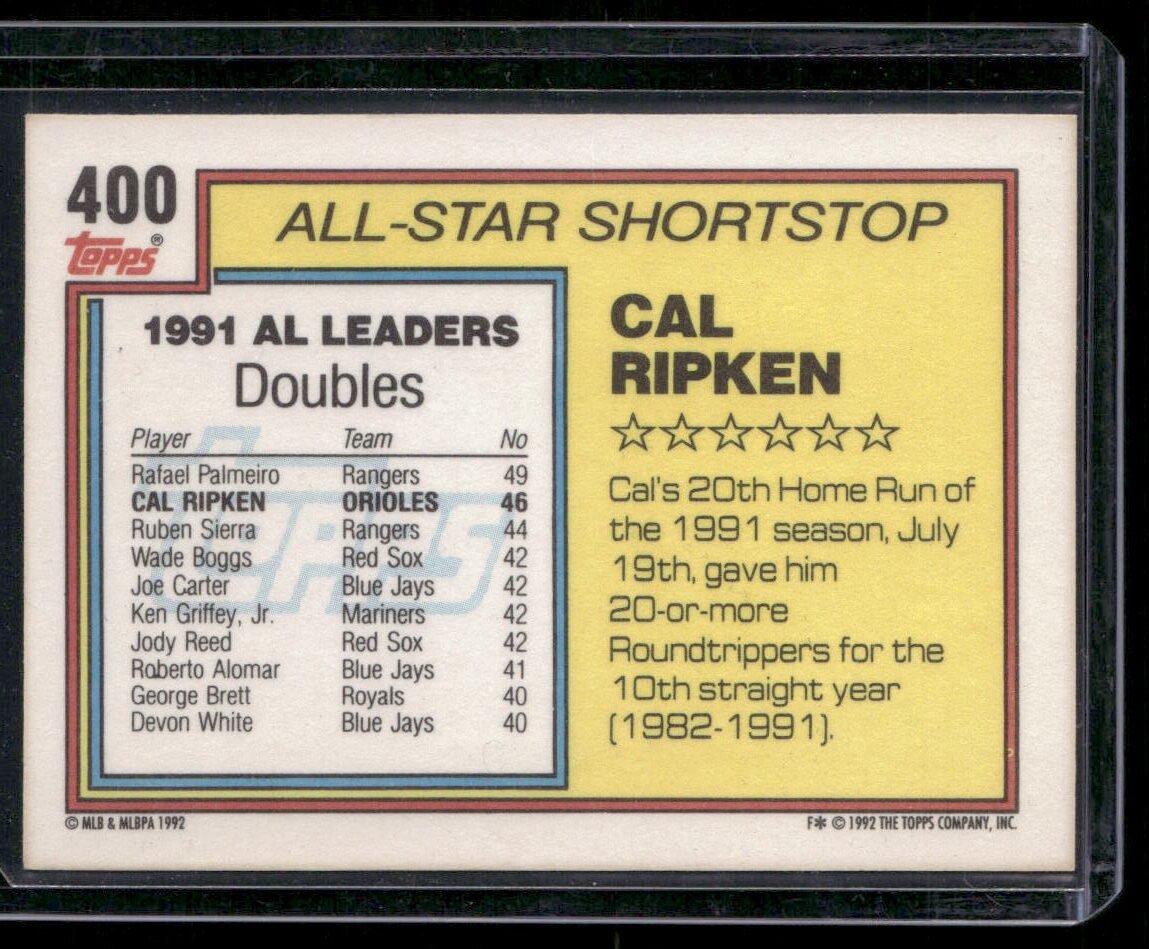 400
Topps®
ALL-STAR SHORTSTOP
1991 AL LEADERS
Doubles
Player Team No
Rafael Palmeiro Rangers 49
CAL RIPKEN ORIOLES 46
Ruben Sierra Rangers 44
Wade Boggs Red Sox 42
Joe Carter Blue Jays 42
Ken Griffey, Jr. Mariners 42
Jody Reed Red Sox 42
Roberto Alomar Blue Jays 41
George Brett Royals 40
Devon White Blue Jays 40
Topps
CAL
RIPKEN
☆☆☆☆☆☆
Cal's 20th Home Run of
the 1991 season, July
19th, gave him
20-or-more
Roundtrippers for the
10th straight year
(1982-1991).
© MLB & MLBPA 1992
F✻ © 1992 THE TOPPS COMPANY, INC.